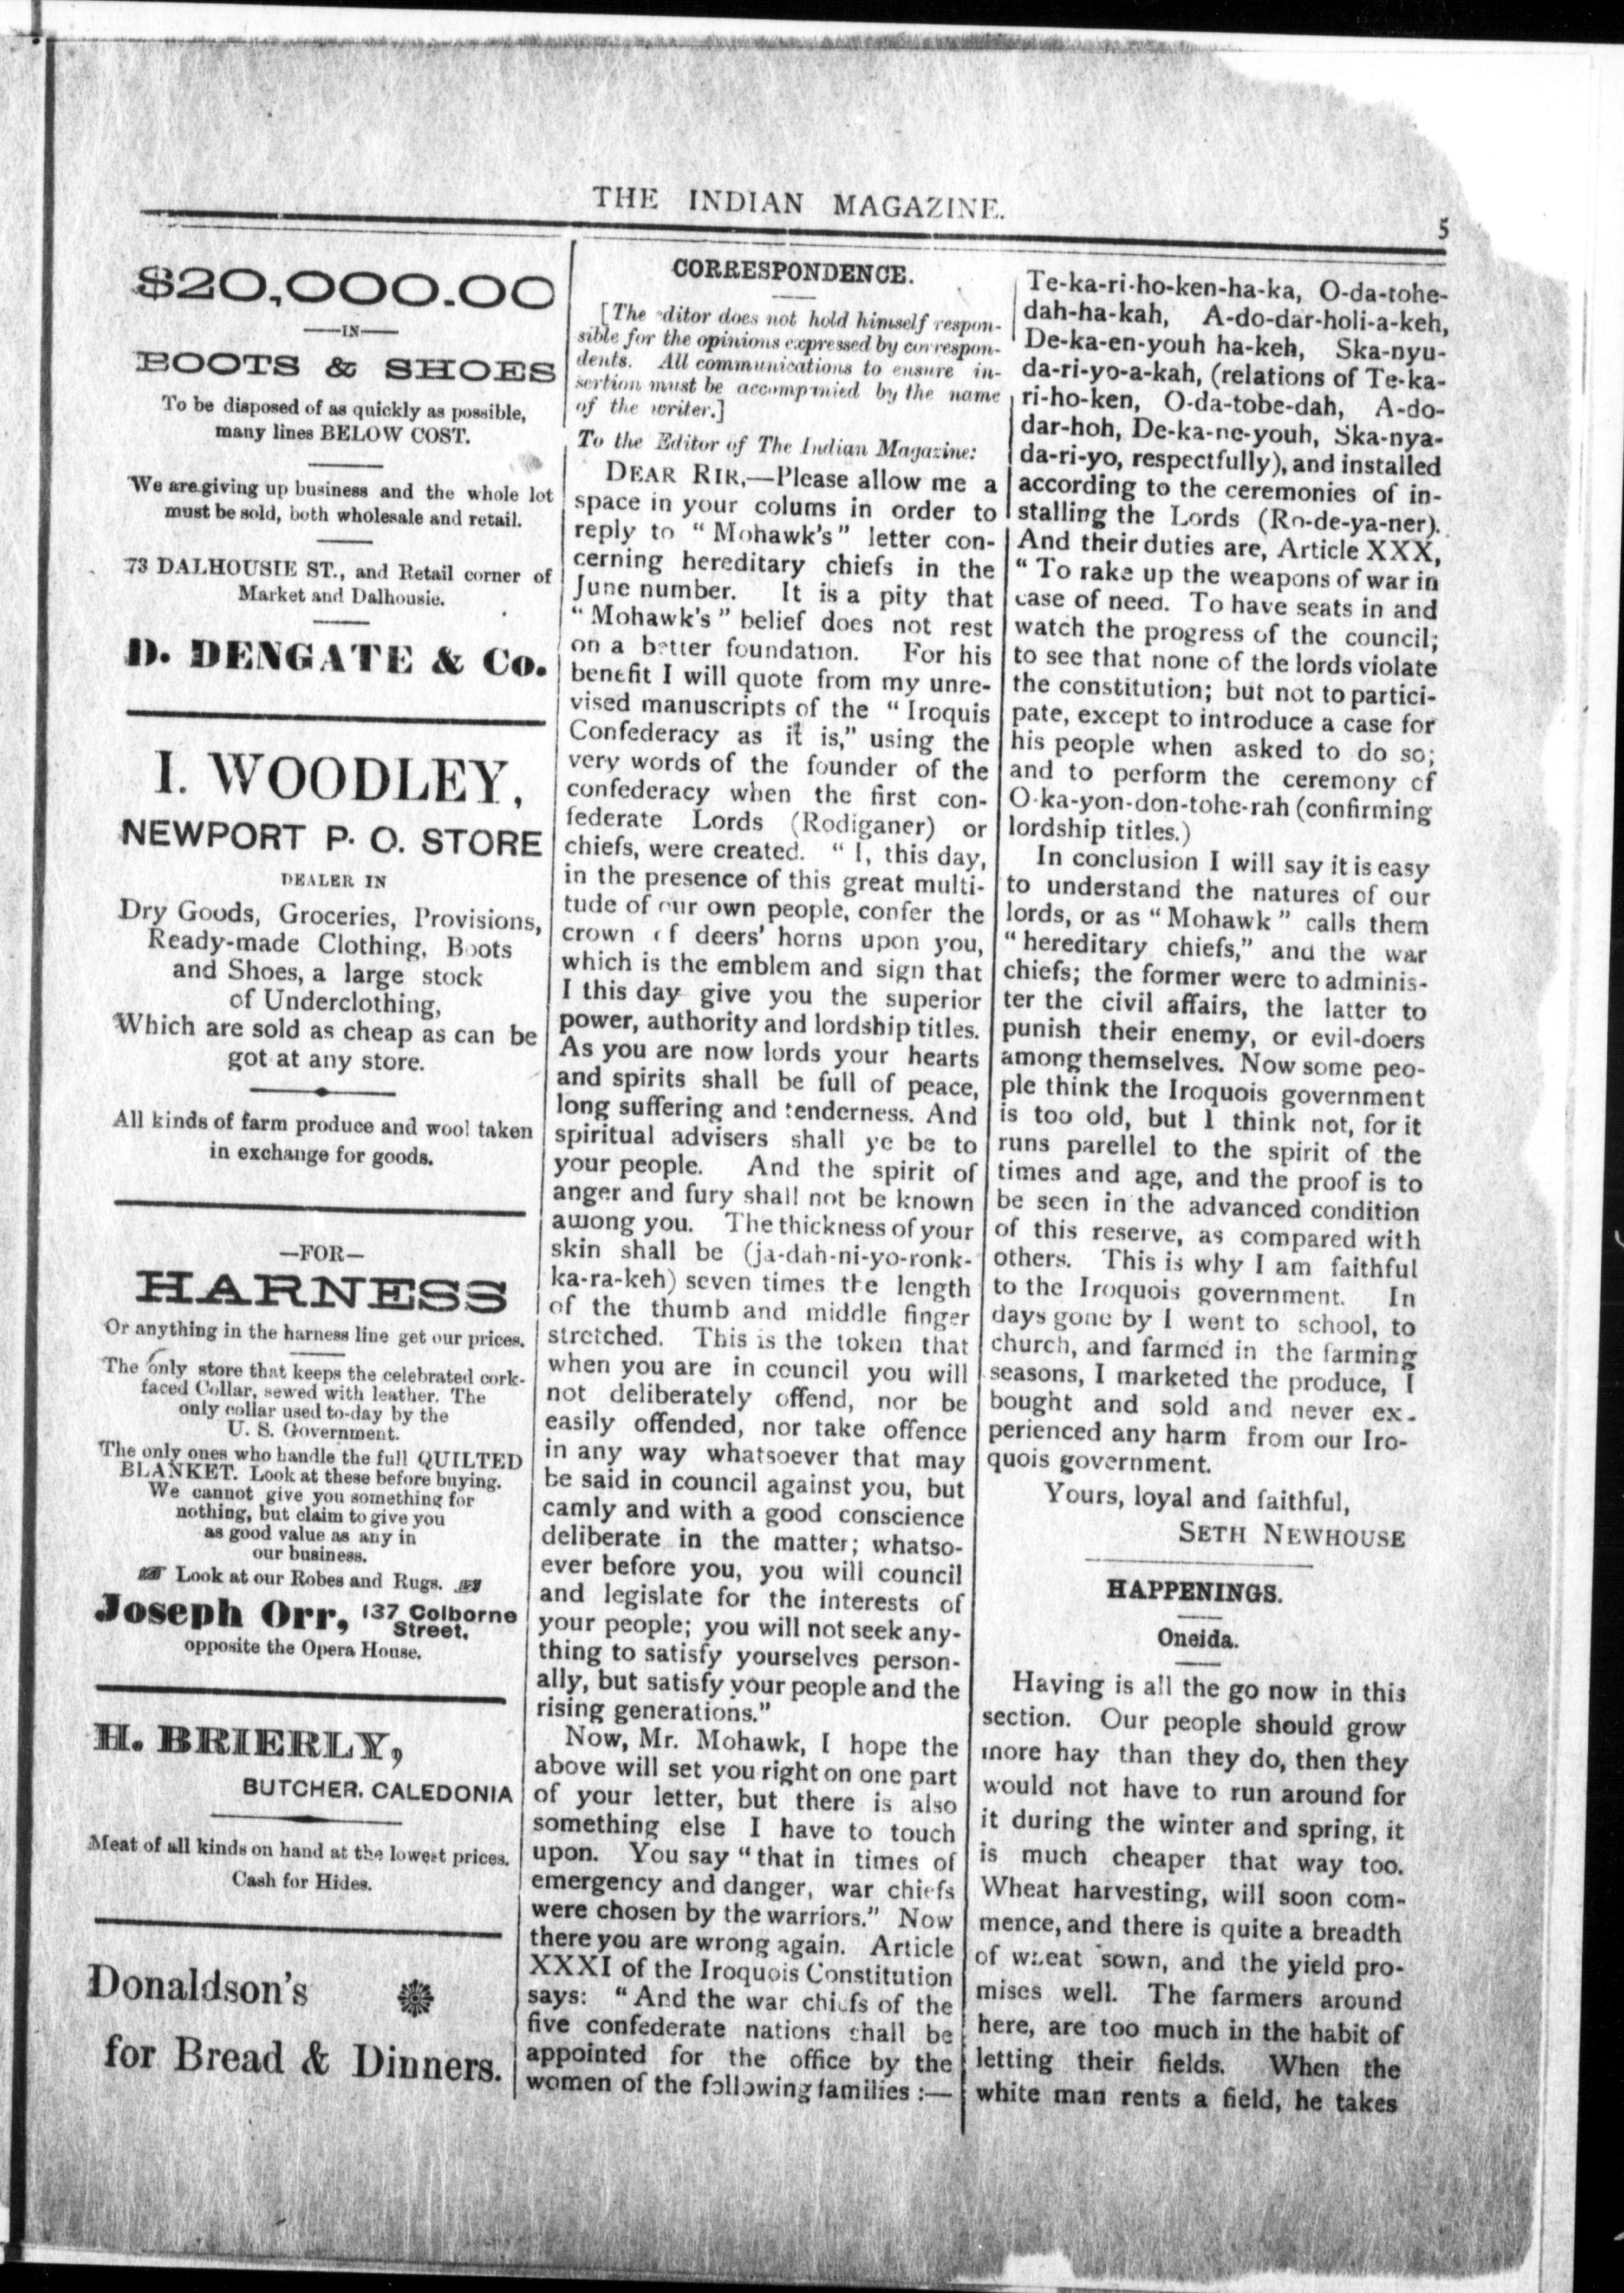 THE INDIAN MAGAZINE.
5
$20,000.00
—IN—
BOOTS & SHOES
To be disposed of as quickly as possible,
many lines BELOW COST.
We are giving up business and the whole lot
must be sold, both wholesale and retail.
73 DALHOUSIE ST., and Retail corner of
Market and Dalhousie.
D. DENGATE & Co.
I. WOODLEY,
NEWPORT P. O. STORE
DEALER IN
Dry Goods, Groceries, Provisions,
Ready-made Clothing, Boots
and Shoes, a large stock
of Underclothing,
Which are sold as cheap as can be
got at any store.
All kinds of farm produce and wool taken
in exchange for goods.
—FOR—
HARNESS
Or anything in the harness line get our prices.
The only store that keeps the celebrated cork-
faced Collar, sewed with leather. The
only collar used to-day by the
U. S. Government.
The only ones who handle the full QUILTED
BLANKET. Look at these before buying.
We cannot give you something for
nothing, but claim to give you
as good value as any in
our business.
Look at our Robes and Rugs.
Joseph Orr, 137 Colborne
Street,
opposite the Opera House.
H. BRIERLY,
BUTCHER, CALEDONIA
Meat of all kinds on hand at the lowest prices.
Cash for Hides.
Donaldson's
for Bread & Dinners.
CORRESPONDENCE.
[The editor does not hold himself respon-
sible for the opinions expressed by correspon-
dents. All communications to ensure in-
sertion must be accompanied by the name
of the writer.]
To the Editor of The Indian Magazine:
DEAR RIR,—Please allow me a
space in your colums in order to
reply to "Mohawk's" letter con-
cerning hereditary chiefs in the
June number. It is a pity that
"Mohawk's" belief does not rest
on a better foundation. For his
benefit I will quote from my unre-
vised manuscripts of the "Iroquis
Confederacy as it is," using the
very words of the founder of the
confederacy when the first con-
federate Lords (Rodiganer) or
chiefs, were created. "I, this day,
in the presence of this great multi-
tude of our own people, confer the
crown of deers' horns upon you,
which is the emblem and sign that
I this day give you the superior
power, authority and lordship titles.
As you are now lords your hearts
and spirits shall be full of peace,
long suffering and tenderness. And
spiritual advisers shall ye be to
your people. And the spirit of
anger and fury shall not be known
among you. The thickness of your
skin shall be (ja-dah-ni-yo-ronk-
ka-ra-keh) seven times the length
of the thumb and middle finger
stretched. This is the token that
when you are in council you will
not deliberately offend, nor be
easily offended, nor take offence
in any way whatsoever that may
be said in council against you, but
camly and with a good conscience
deliberate in the matter; whatso-
ever before you, you will council
and legislate for the interests of
your people; you will not seek any-
thing to satisfy yourselves person-
ally, but satisfy your people and the
rising generations."
Now, Mr. Mohawk, I hope the
above will set you right on one part
of your letter, but there is also
something else I have to touch
upon. You say "that in times of
emergency and danger, war chiefs
were chosen by the warriors." Now
there you are wrong again. Article
XXXI of the Iroquois Constitution
says: "And the war chiefs of the
five confederate nations shall be
appointed for the office by the
women of the following families :—
Te-ka-ri-ho-ken-ha-ka, O-da-tohe-
dah-ha-kah, A-do-dar-holi-a-keh,
De-ka-en-youh ha-keh, Ska-nyu-
da-ri-yo-a-kah, (relations of Te-ka-
ri-ho-ken, O-da-tobe-dah, A-do-
dar-hoh, De-ka-ne-youh, Ska-nya-
da-ri-yo, respectfully), and installed
according to the ceremonies of in-
stalling the Lords (Ro-de-ya-ner).
And their duties are, Article XXX,
"To rake up the weapons of war in
case of need. To have seats in and
watch the progress of the council;
to see that none of the lords violate
the constitution; but not to partici-
pate, except to introduce a case for
his people when asked to do so;
and to perform the ceremony of
O-ka-yon-don-tohe-rah (confirming
lordship titles.)
In conclusion I will say it is easy
to understand the natures of our
lords, or as "Mohawk" calls them
"hereditary chiefs," and the war
chiefs; the former were to adminis-
ter the civil affairs, the latter to
punish their enemy, or evil-doers
among themselves. Now some peo-
ple think the Iroquois government
is too old, but I think not, for it
runs parellel to the spirit of the
times and age, and the proof is to
be seen in the advanced condition
of this reserve, as compared with
others. This is why I am faithful
to the Iroquois government. In
days gone by I went to school, to
church, and farmed in the farming
seasons, I marketed the produce, I
bought and sold and never ex-
perienced any harm from our Iro-
quois government.
Yours, loyal and faithful,
SETH NEWHOUSE
HAPPENINGS.
Oneida.
Haying is all the go now in this
section. Our people should grow
more hay than they do, then they
would not have to run around for
it during the winter and spring, it
is much cheaper that way too.
Wheat harvesting, will soon com-
mence, and there is quite a breadth
of wheat sown, and the yield pro-
mises well. The farmers around
here, are too much in the habit of
letting their fields. When the
white man rents a field, he takes